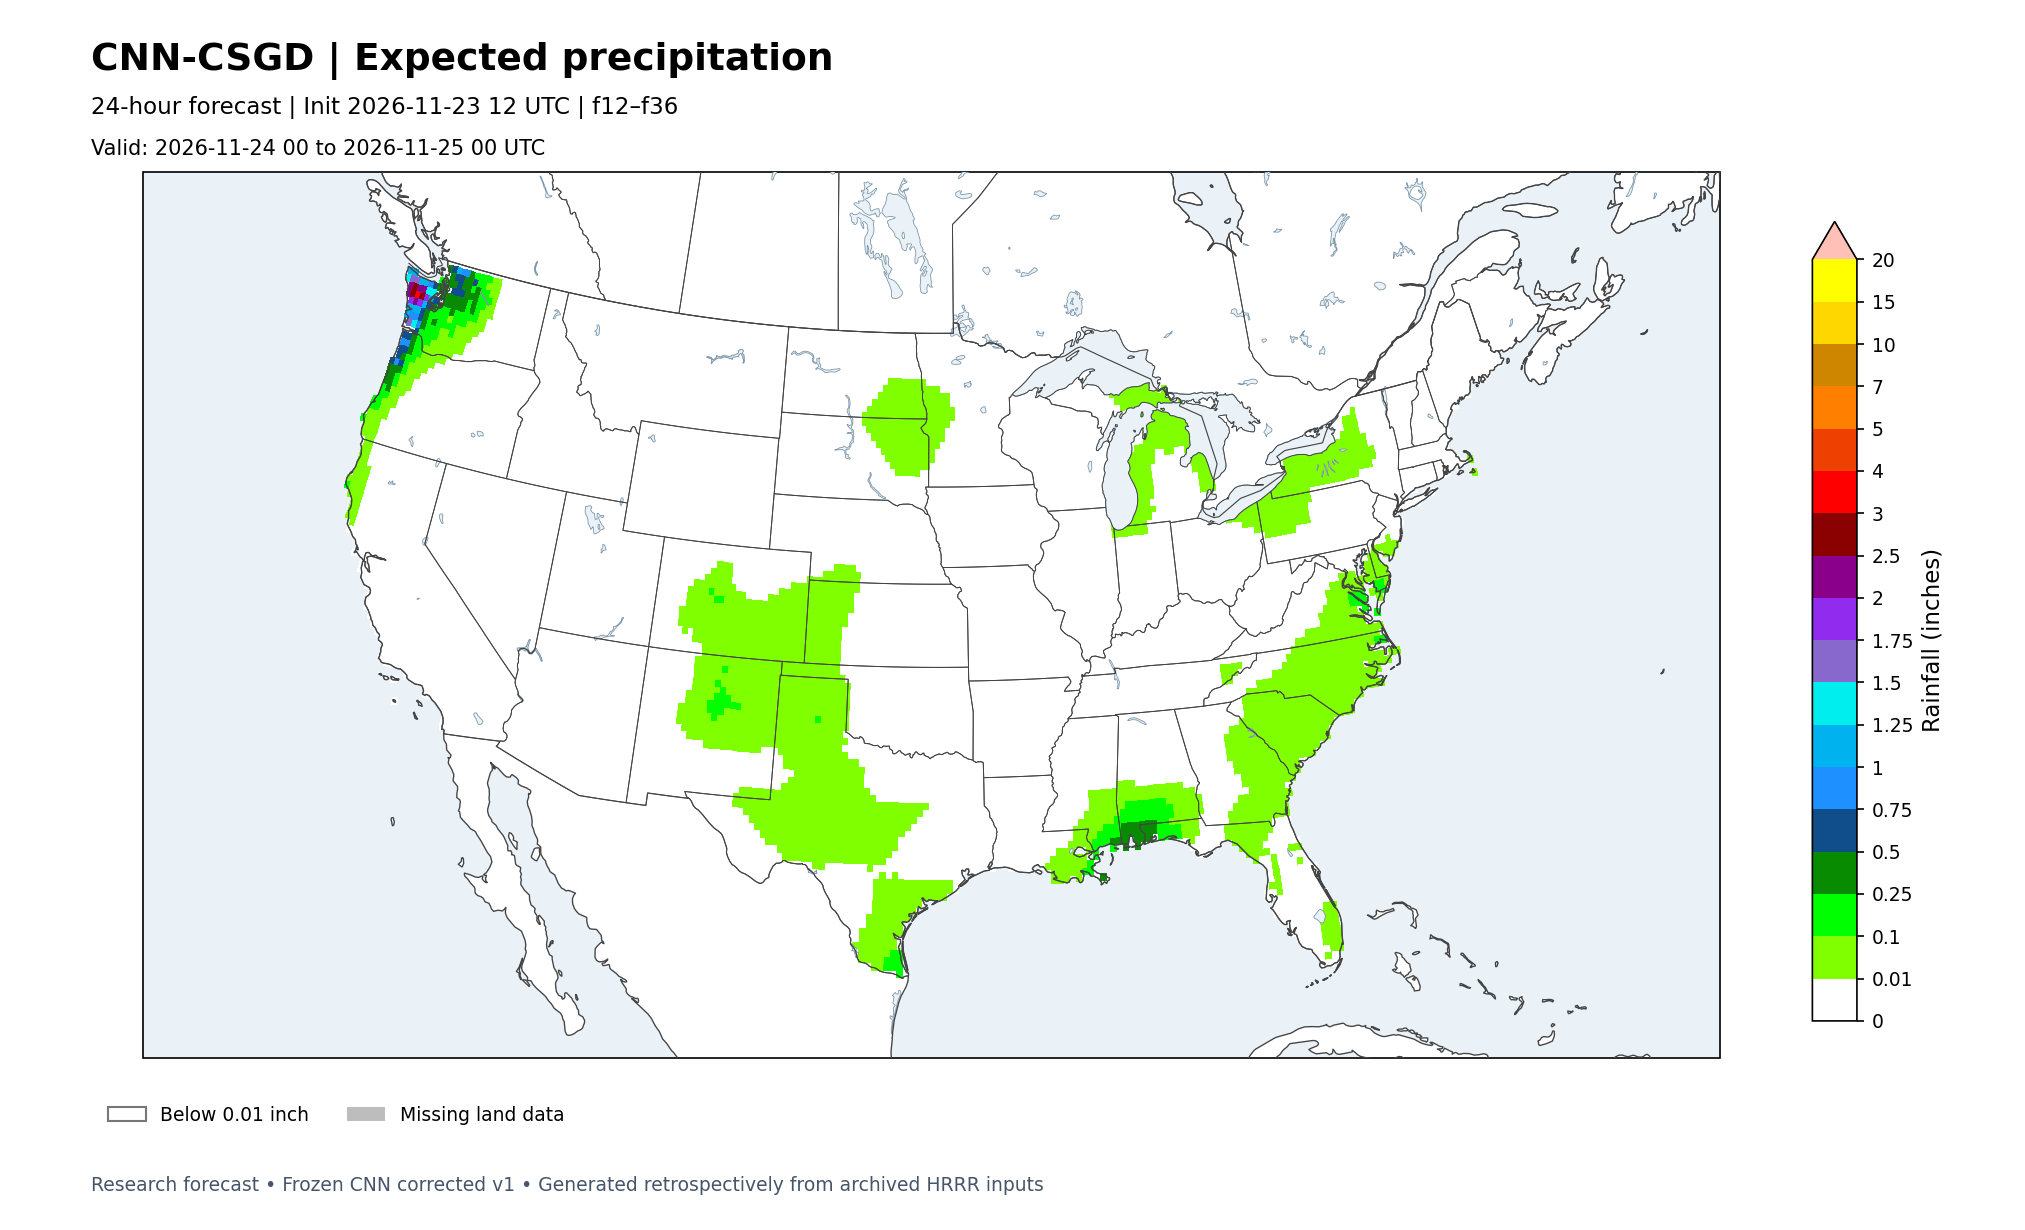 CNN-CSGD | Expected precipitation
24-hour forecast | Init 2026-11-23 12 UTC | f12–f36
Valid: 2026-11-24 00 to 2026-11-25 00 UTC
20
15
10
7
5
4
3
2.5
2
1.75
1.5
1.25
1
0.75
0.5
0.25
0.1
0.01
0
Rainfall (inches)
Below 0.01 inch
Missing land data
Research forecast • Frozen CNN corrected v1 • Generated retrospectively from archived HRRR inputs